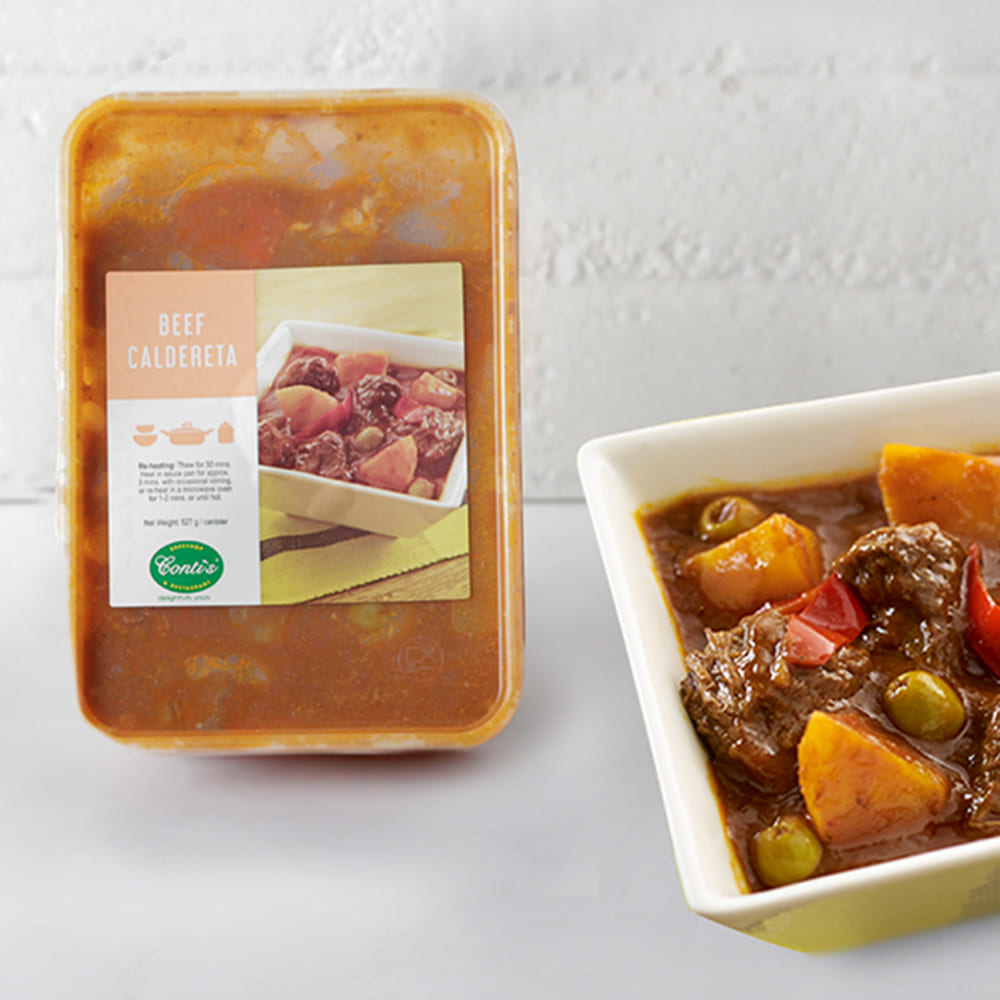 BEEF
CALDERETA
Re-heating: Thaw for 30 mins.
Heat in sauce pan for approx.
3 mins. with occasional stirring,
or re-heat in a microwave oven
for 1-2 mins. or until hot.
Net Weight: 527 g / canister
BAKESHOP
Conti's
& RESTAURANT
delightfully yours